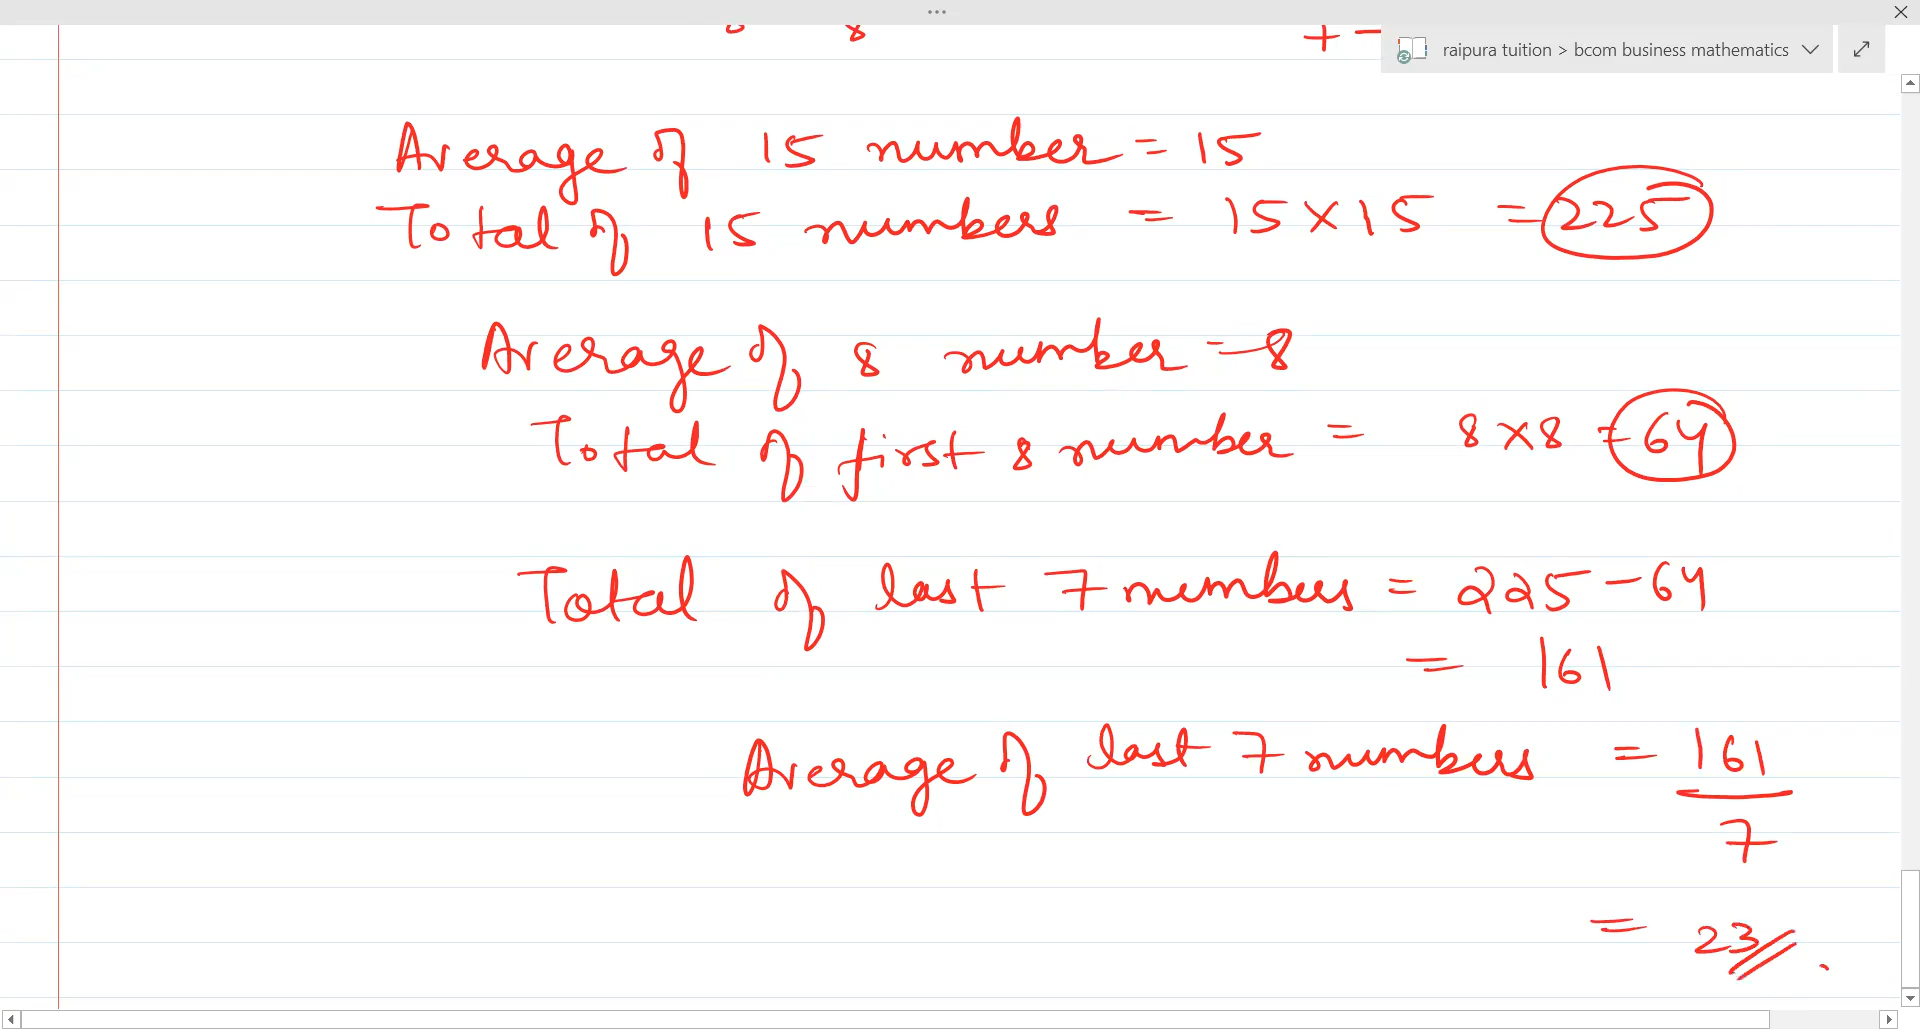 raipura tuition > bcom business mathematics
Average of 15 number = 15
Total of 15 numbers = 15 × 15 = 225
Average of 8 number = 8
Total of first 8 number = 8 × 8 = 64
Total of last 7 numbers = 225 - 64
= 161
Average of last 7 numbers = 161
7
= 23